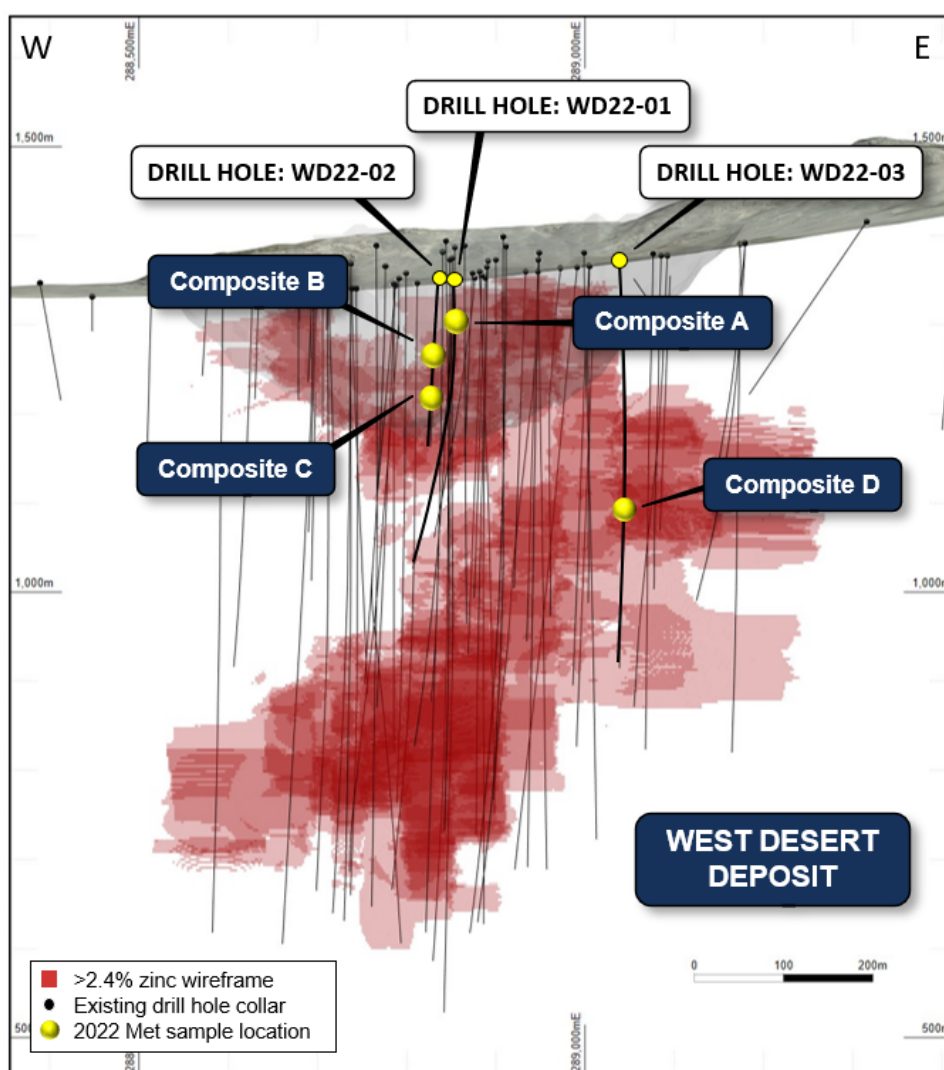 W
E
288,500mE
289,000mE
DRILL HOLE: WD22-01
1,500m
1,500m
DRILL HOLE: WD22-02
DRILL HOLE: WD22-03
Composite B
Composite A
Composite C
Composite D
1,000m
1,000m
WEST DESERT
DEPOSIT
0 100 200m
>2.4% zinc wireframe
Existing drill hole collar
2022 Met sample location
500m
289,000mE